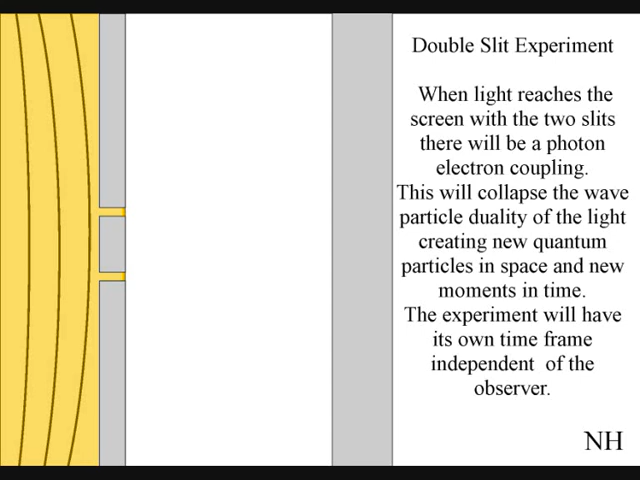 Double Slit Experiment
When light reaches the
screen with the two slits
there will be a photon
electron coupling.
This will collapse the wave
particle duality of the light
creating new quantum
particles in space and new
moments in time.
The experiment will have
its own time frame
independent  of the
observer.
NH